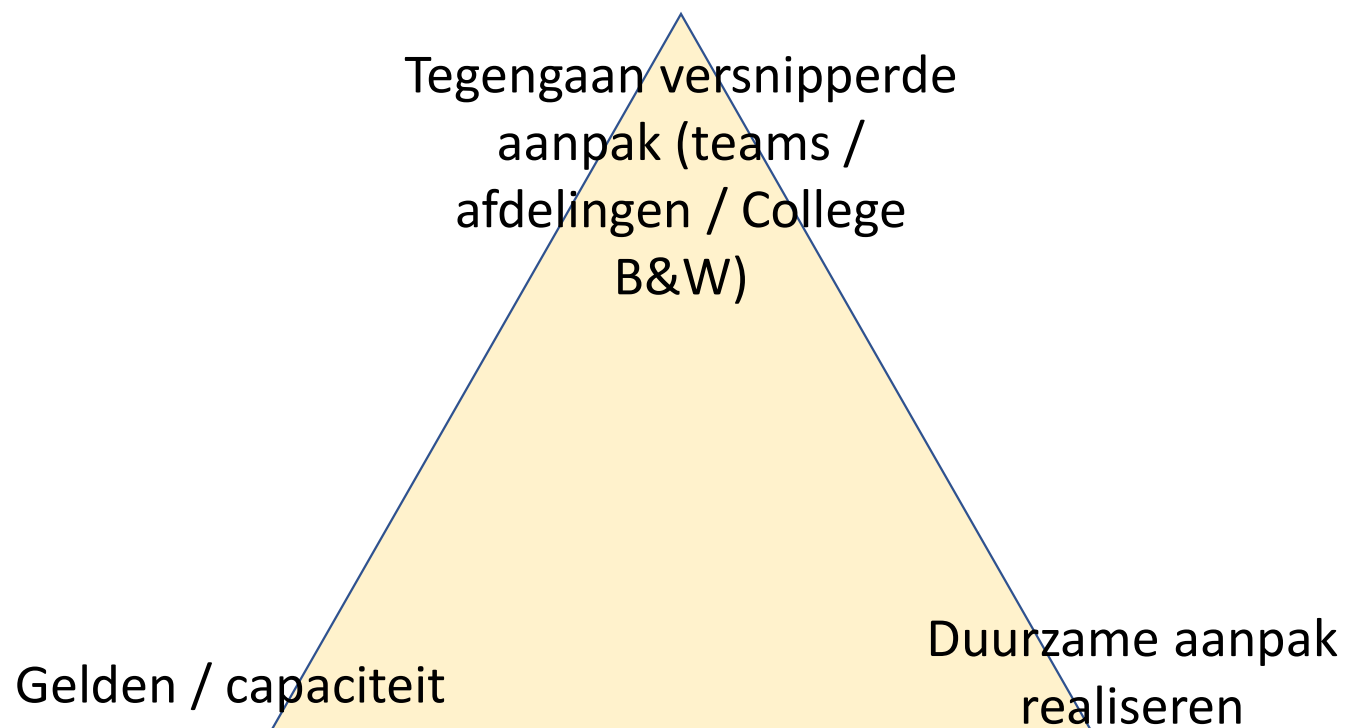 Tegengaan versnipperde
aanpak (teams /
afdelingen / College
B&W)
Gelden / capaciteit
Duurzame aanpak
realiseren